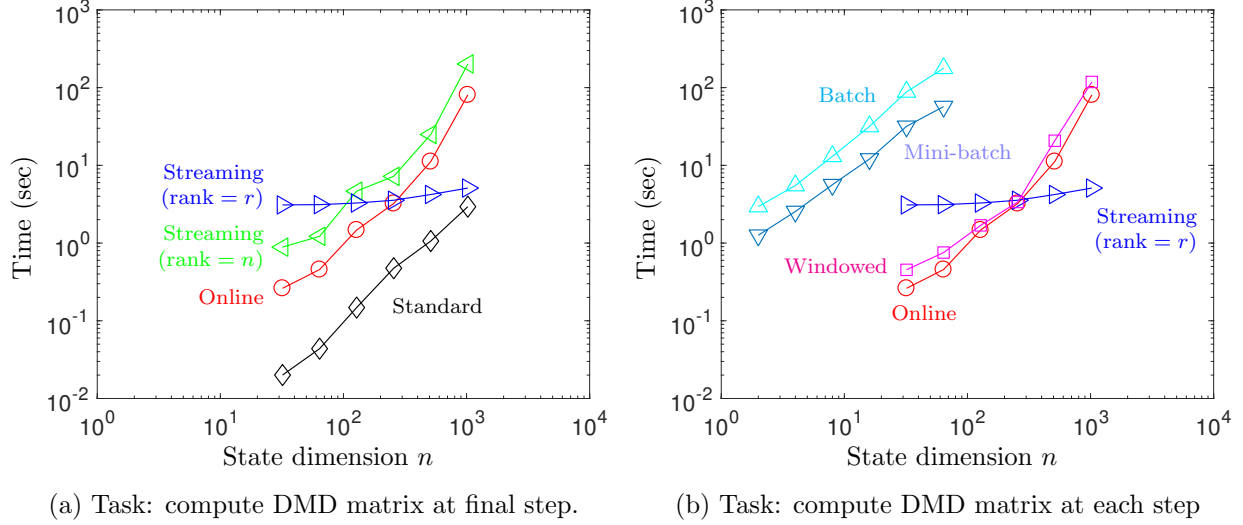 10^3
10^2
10^1
10^0
10^-1
10^-2
Time (sec)
Streaming
(rank = r)
Streaming
(rank = n)
Online
Standard
10^0
10^1
10^2
10^3
10^4
State dimension n
(a) Task: compute DMD matrix at final step.
10^3
10^2
10^1
10^0
10^-1
10^-2
Time (sec)
Batch
Mini-batch
Streaming
(rank = r)
Windowed
Online
10^0
10^1
10^2
10^3
10^4
State dimension n
(b) Task: compute DMD matrix at each step